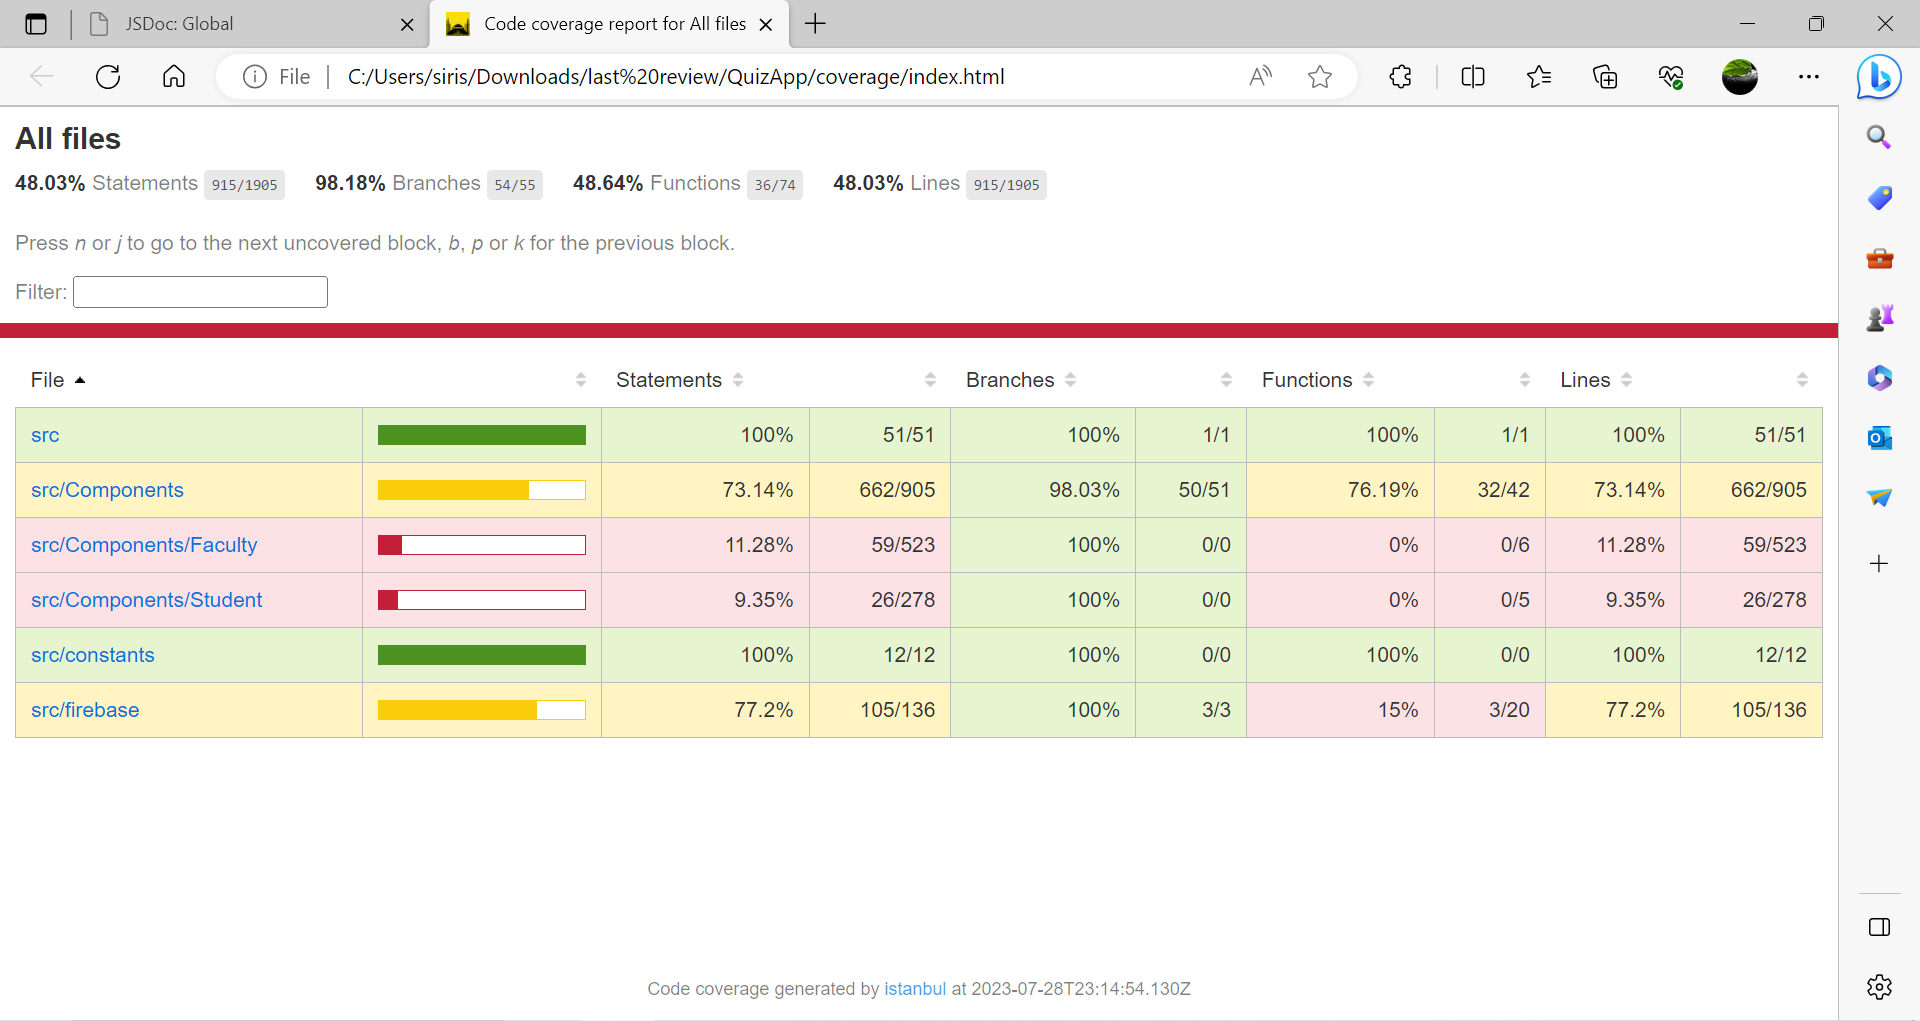 JSDoc: Global
Code coverage report for All files
File
C:/Users/siris/Downloads/last%20review/QuizApp/coverage/index.html
All files
48.03% Statements 915/1905 98.18% Branches 54/55 48.64% Functions 36/74 48.03% Lines 915/1905
Press n or j to go to the next uncovered block, b, p or k for the previous block.
Filter:
File Statements Branches Functions Lines
src 100% 51/51 100% 1/1 100% 1/1 100% 51/51
src/Components 73.14% 662/905 98.03% 50/51 76.19% 32/42 73.14% 662/905
src/Components/Faculty 11.28% 59/523 100% 0/0 0% 0/6 11.28% 59/523
src/Components/Student 9.35% 26/278 100% 0/0 0% 0/5 9.35% 26/278
src/constants 100% 12/12 100% 0/0 100% 0/0 100% 12/12
src/firebase 77.2% 105/136 100% 3/3 15% 3/20 77.2% 105/136
Code coverage generated by istanbul at 2023-07-28T23:14:54.130Z